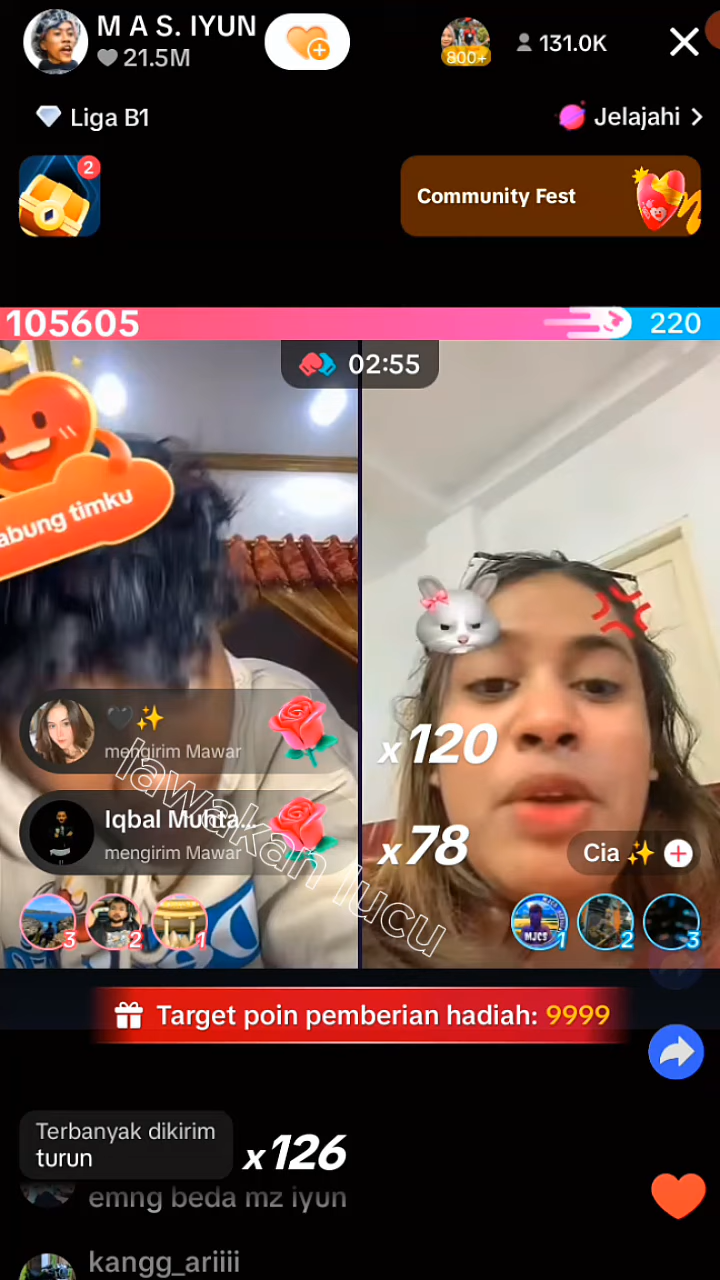 M A S. IYUN
21.5M
800+
131.0K
Liga B1
Jelajahi
2
Community Fest
105605
220
02:55
abung timku
mengirim Mawar
x120
Iqbal Muhta...
mengirim Mawar
x78
lawakan lucu
Cia
3
2
1
MJCS
1
2
3
Target poin pemberian hadiah: 9999
Terbanyak dikirim
turun
x126
emng beda mz iyun
kangg_ariiii